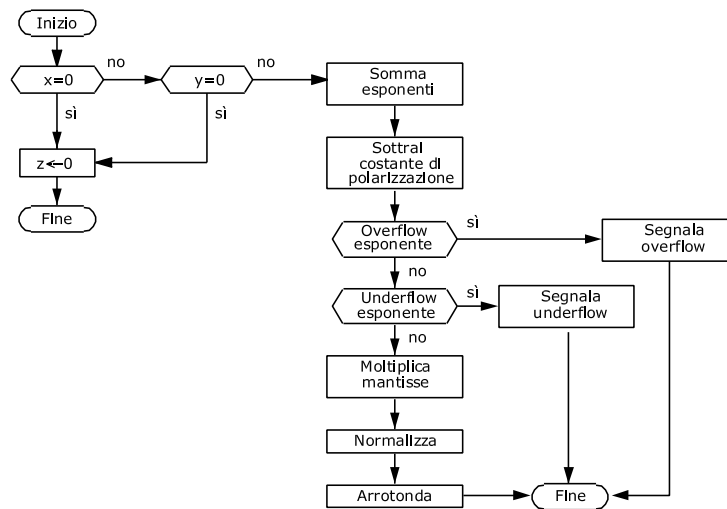 Inizio
x=0
no
y=0
no
Somma
esponenti
sì
sì
z←0
Sottrai
costante di
polarizzazione
Fine
Overflow
esponente
sì
Segnala
overflow
no
Underflow
esponente
sì
Segnala
underflow
no
Moltiplica
mantisse
Normalizza
Arrotonda
Fine